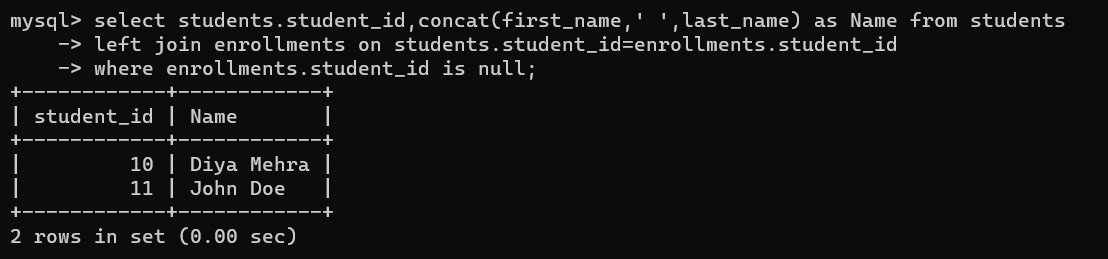 mysql> select students.student_id,concat(first_name,' ',last_name) as Name from students
    -> left join enrollments on students.student_id=enrollments.student_id
    -> where enrollments.student_id is null;
+------------+------------+
| student_id | Name       |
+------------+------------+
|         10 | Diya Mehra |
|         11 | John Doe   |
+------------+------------+
2 rows in set (0.00 sec)